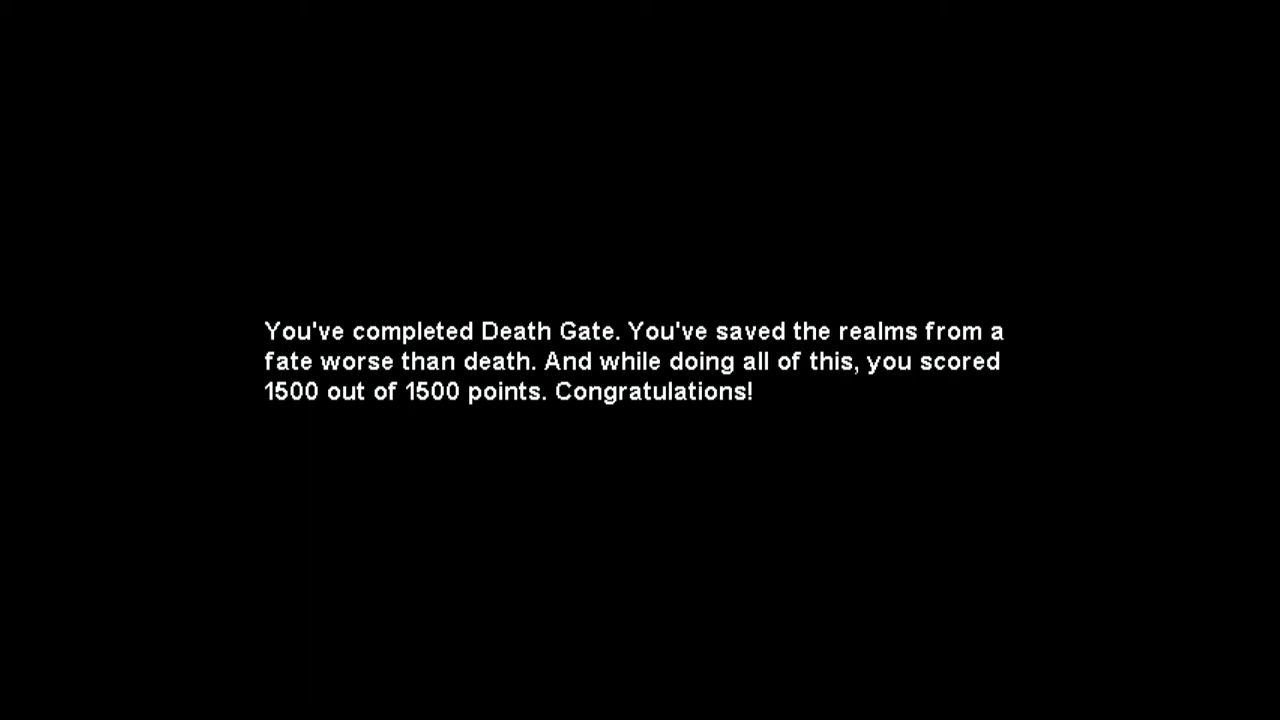 You've completed Death Gate. You've saved the realms from a
fate worse than death. And while doing all of this, you scored
1500 out of 1500 points. Congratulations!